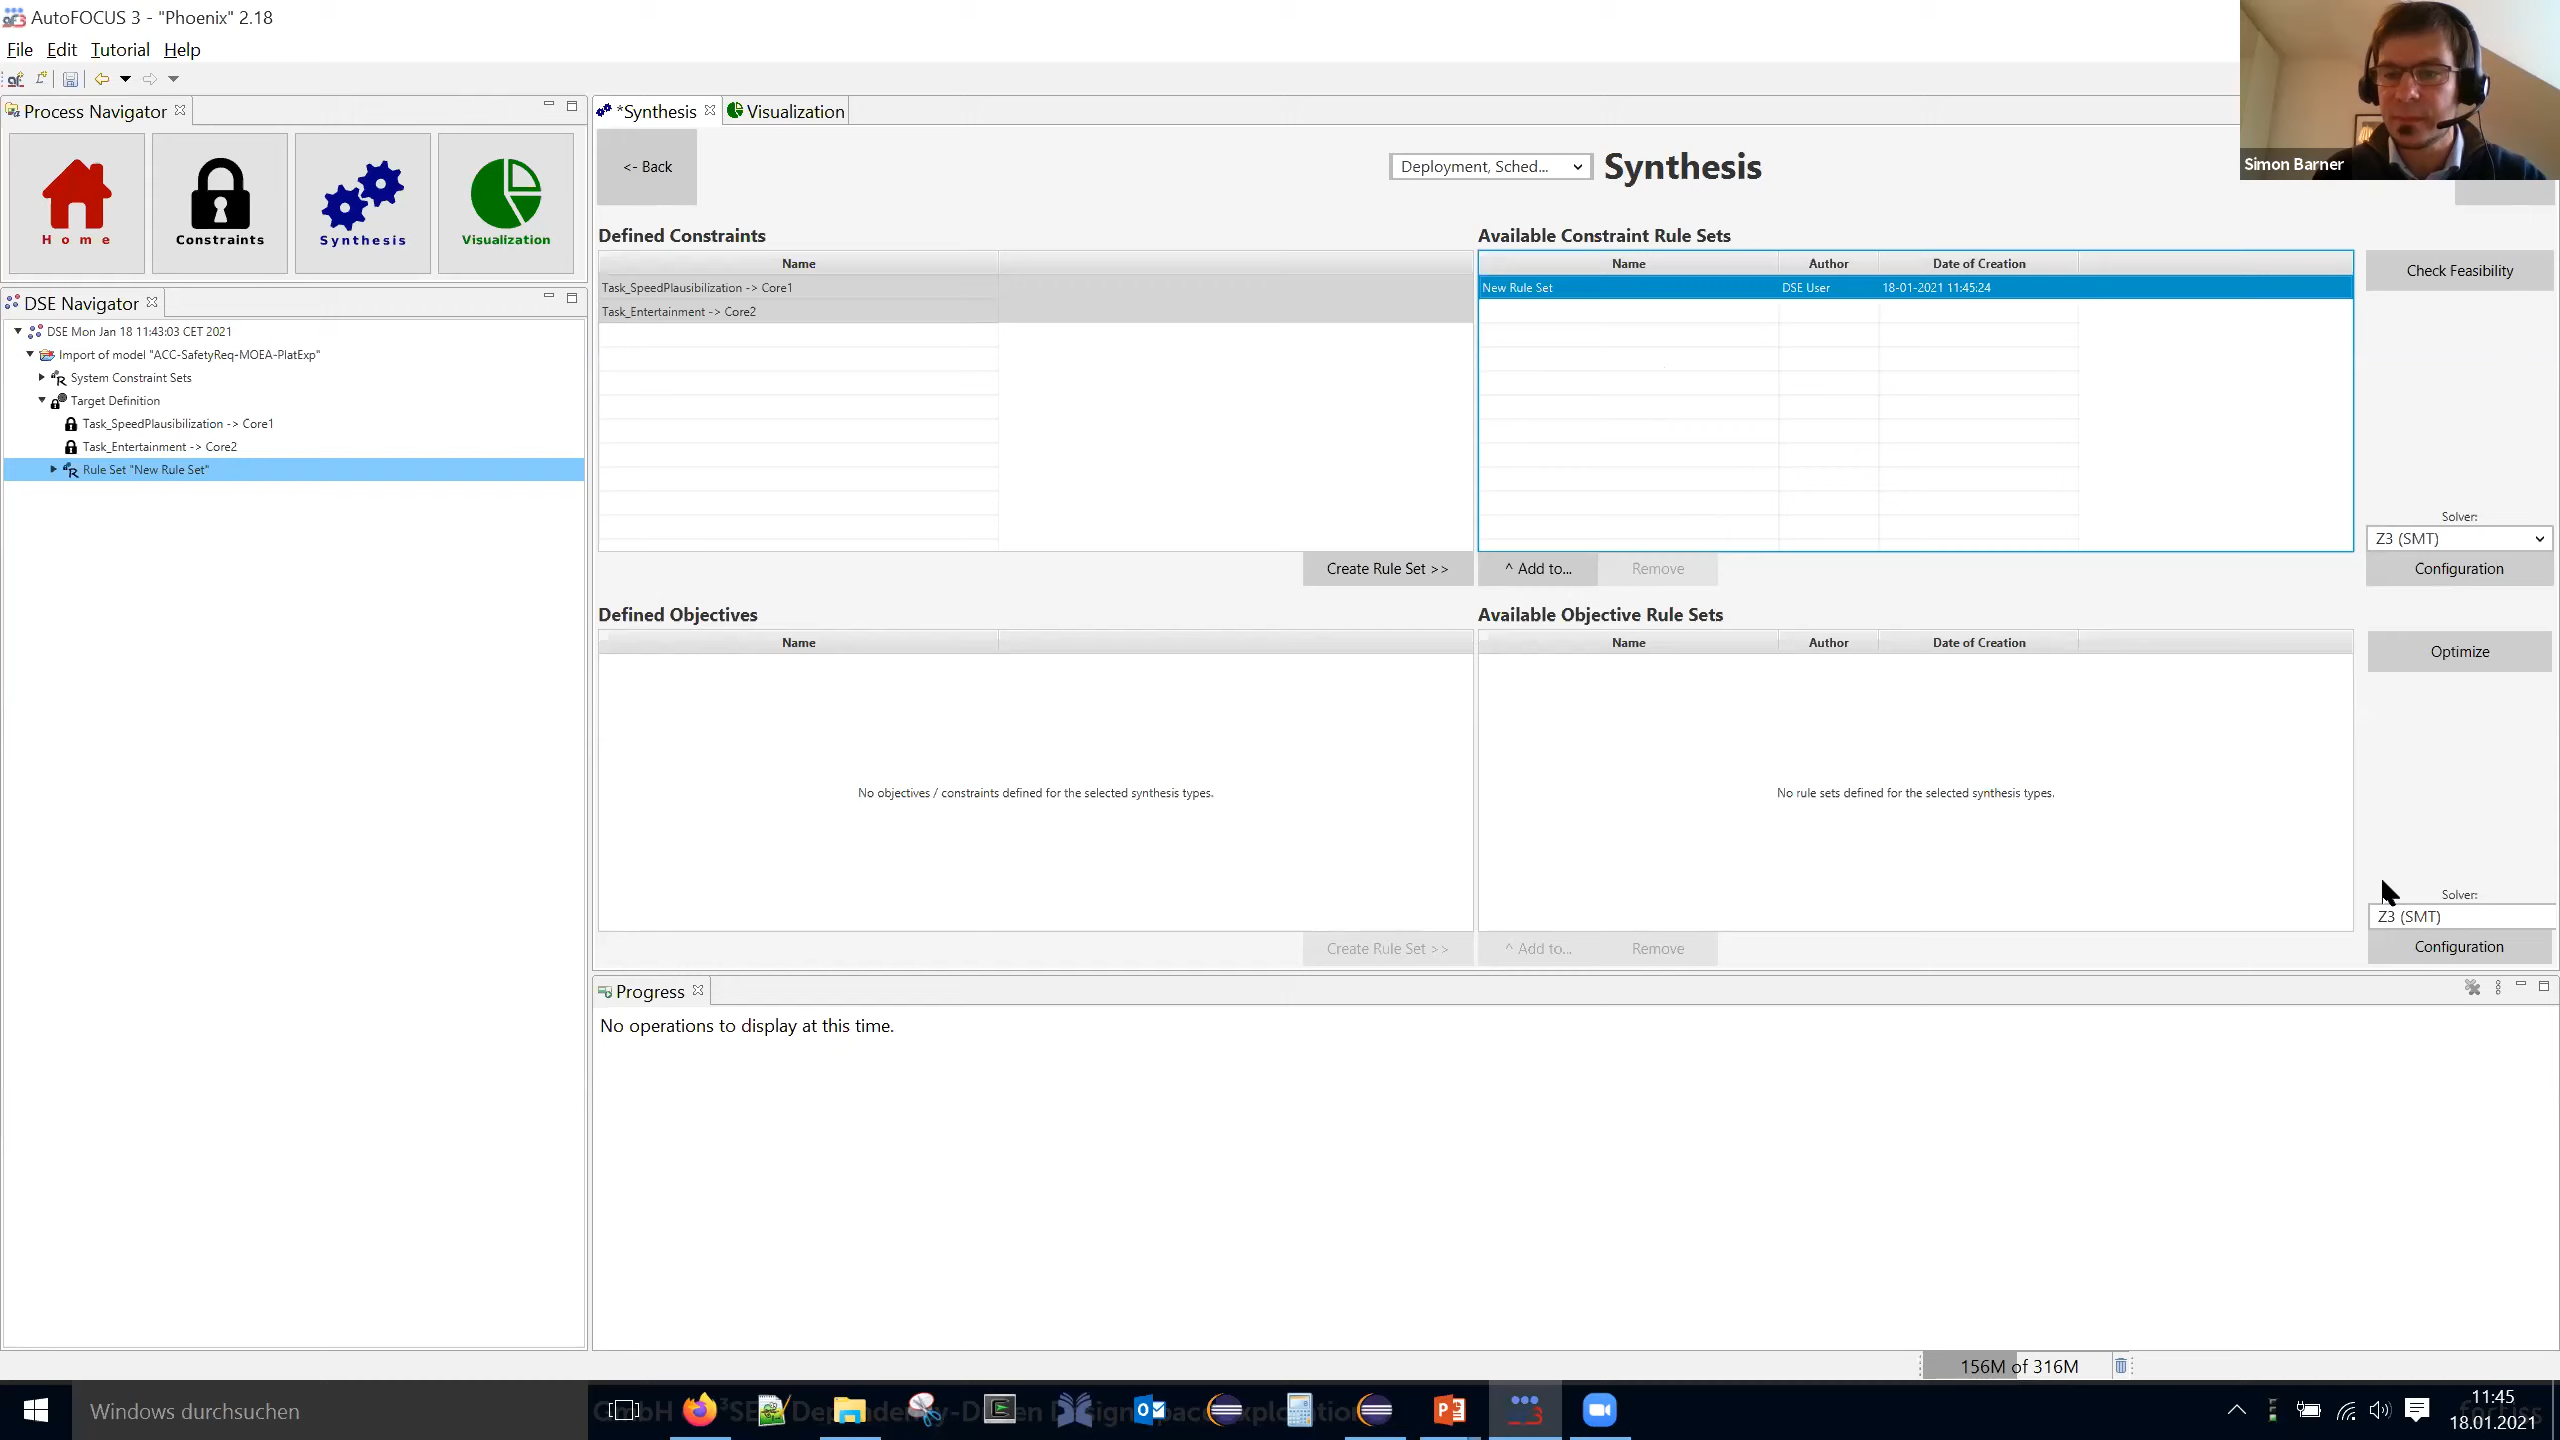 AutoFOCUS 3 - "Phoenix" 2.18
File Edit Tutorial Help
Process Navigator
*Synthesis
Visualization
Home
Constraints
Synthesis
Visualization
<- Back
Deployment, Sched...
Synthesis
Simon Barner
Defined Constraints
Available Constraint Rule Sets
Name
Name Author Date of Creation
Check Feasibility
Task_SpeedPlausibilization -> Core1
New Rule Set DSE User 18-01-2021 11:45:24
Task_Entertainment -> Core2
DSE Navigator
DSE Mon Jan 18 11:43:03 CET 2021
Import of model "ACC-SafetyReq-MOEA-PlatExp"
System Constraint Sets
Target Definition
Task_SpeedPlausibilization -> Core1
Task_Entertainment -> Core2
Rule Set "New Rule Set"
Solver:
Z3 (SMT)
Create Rule Set >>
^ Add to...
Remove
Configuration
Defined Objectives
Available Objective Rule Sets
Name
Name Author Date of Creation
Optimize
No objectives / constraints defined for the selected synthesis types.
No rule sets defined for the selected synthesis types.
Solver:
Z3 (SMT)
Create Rule Set >>
^ Add to...
Remove
Configuration
Progress
No operations to display at this time.
156M of 316M
Windows durchsuchen
11:45
18.01.2021